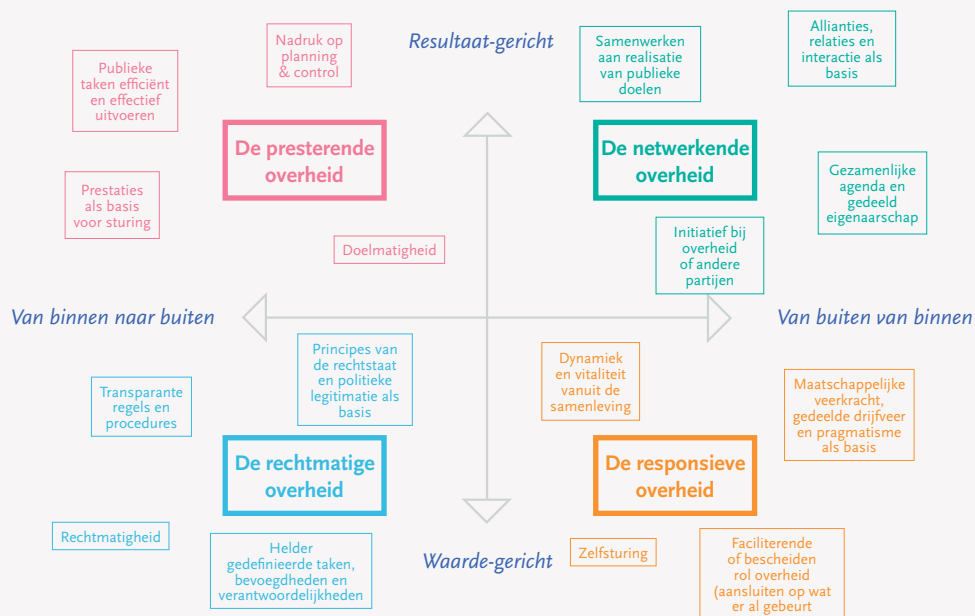 Resultaat-gericht
Nadruk op
planning
& control
Publieke
taken efficiënt
en effectief
uitvoeren
De presterende
overheid
Prestaties
als basis
voor sturing
Doelmatigheid
Samenwerken
aan realisatie
van publieke
doelen
Allianties,
relaties en
interactie als
basis
De netwerkende
overheid
Gezamenlijke
agenda en
gedeeld
eigenaarschap
Initiatief bij
overheid
of andere
partijen
Van binnen naar buiten
Van buiten van binnen
Principes van
de rechtstaat
en politieke
legitimatie als
basis
Transparante
regels en
procedures
De rechtmatige
overheid
Rechtmatigheid
Helder
gedefinieerde taken,
bevoegdheden en
verantwoordelijkheden
Dynamiek
en vitaliteit
vanuit de
samenleving
Maatschappelijke
veerkracht,
gedeelde drijfveer
en pragmatisme
als basis
De responsieve
overheid
Zelfsturing
Faciliterende
of bescheiden
rol overheid
(aansluiten op wat
er al gebeurt
Waarde-gericht